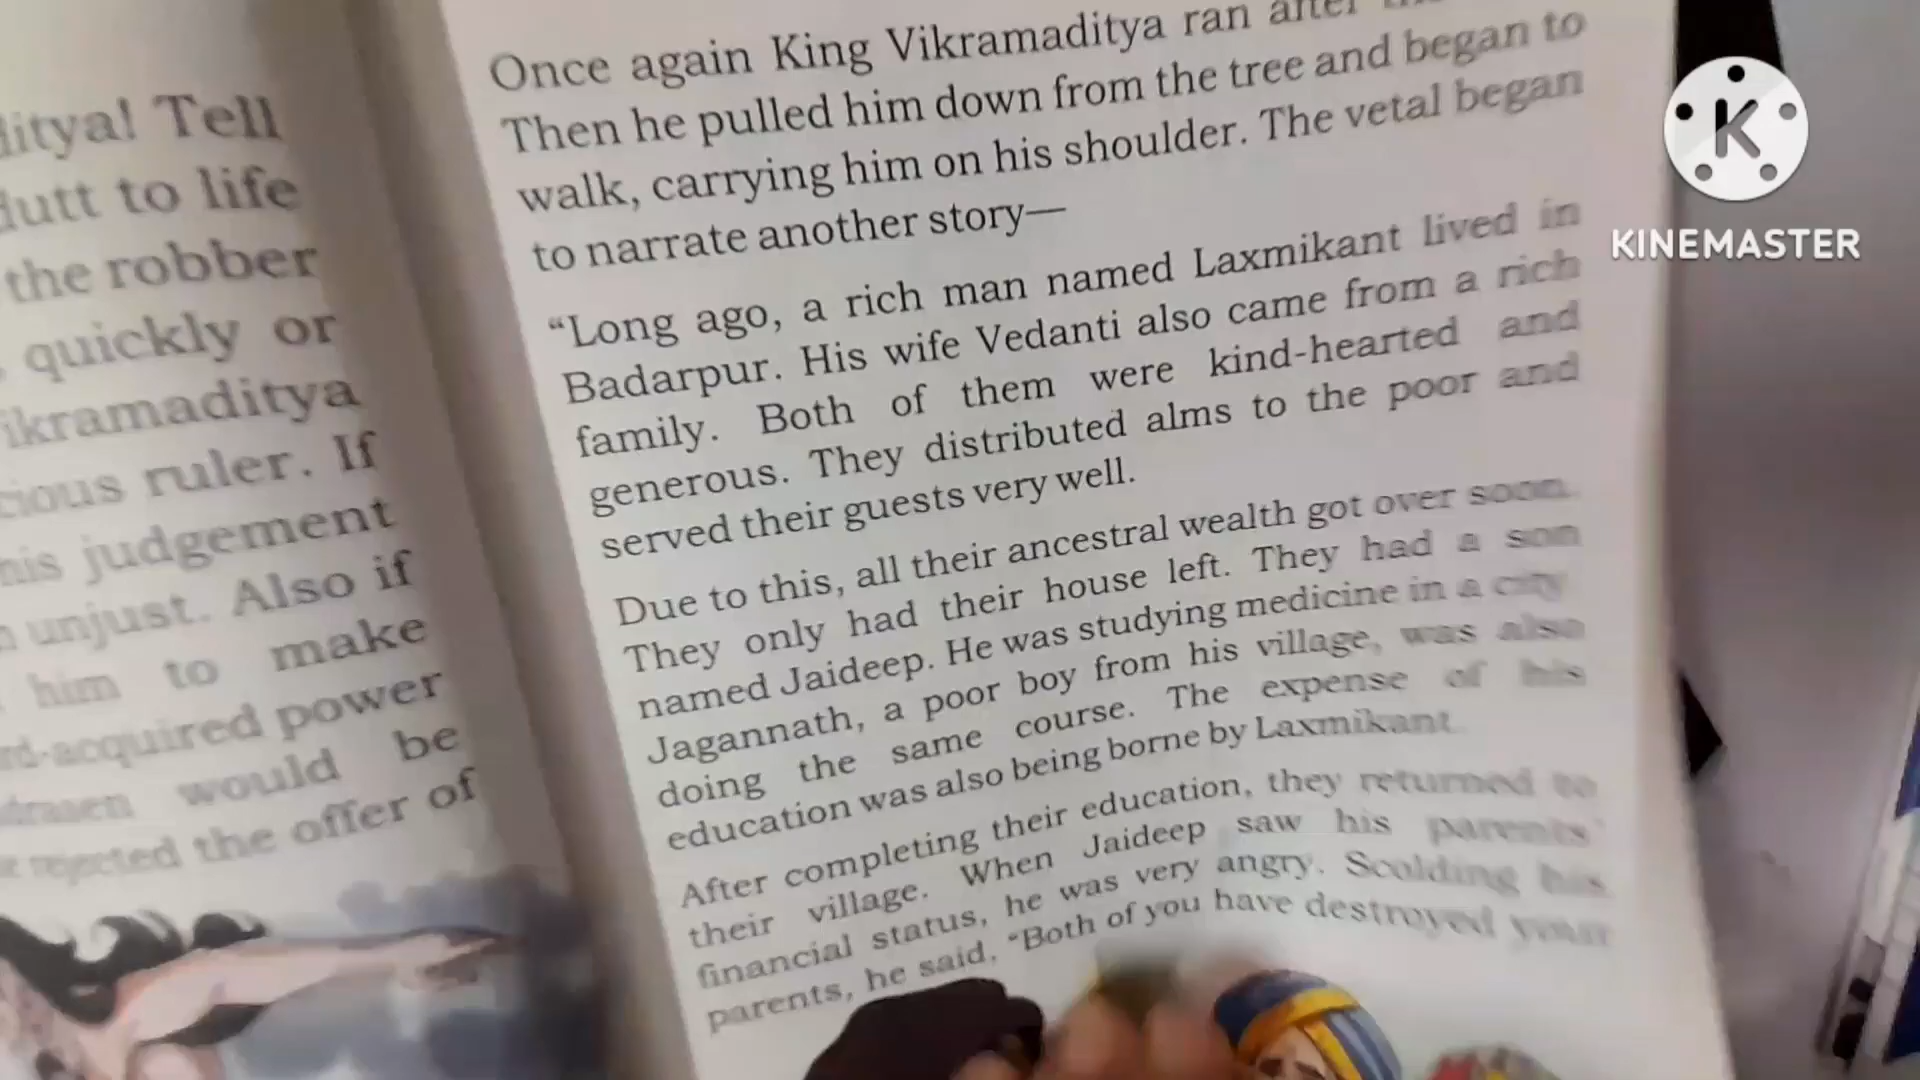 ditya! Tell
dutt to life
the robber
quickly or
ikramaditya
cious ruler. If
his judgement
unjust. Also if
him to make
rd-acquired power
drasen would be
rejected the offer of
Once again King Vikramaditya ran after
Then he pulled him down from the tree and began to
walk, carrying him on his shoulder. The vetal began
to narrate another story—
“Long ago, a rich man named Laxmikant lived in
Badarpur. His wife Vedanti also came from a rich
family. Both of them were kind-hearted and
generous. They distributed alms to the poor and
served their guests very well.
Due to this, all their ancestral wealth got over soon.
They only had their house left. They had a son
named Jaideep. He was studying medicine in a city
Jagannath, a poor boy from his village, was also
doing the same course. The expense of his
education was also being borne by Laxmikant.
After completing their education, they returned to
their village. When Jaideep saw his parents'
financial status, he was very angry. Scolding his
parents, he said, “Both of you have destroyed your
K
KINEMASTER